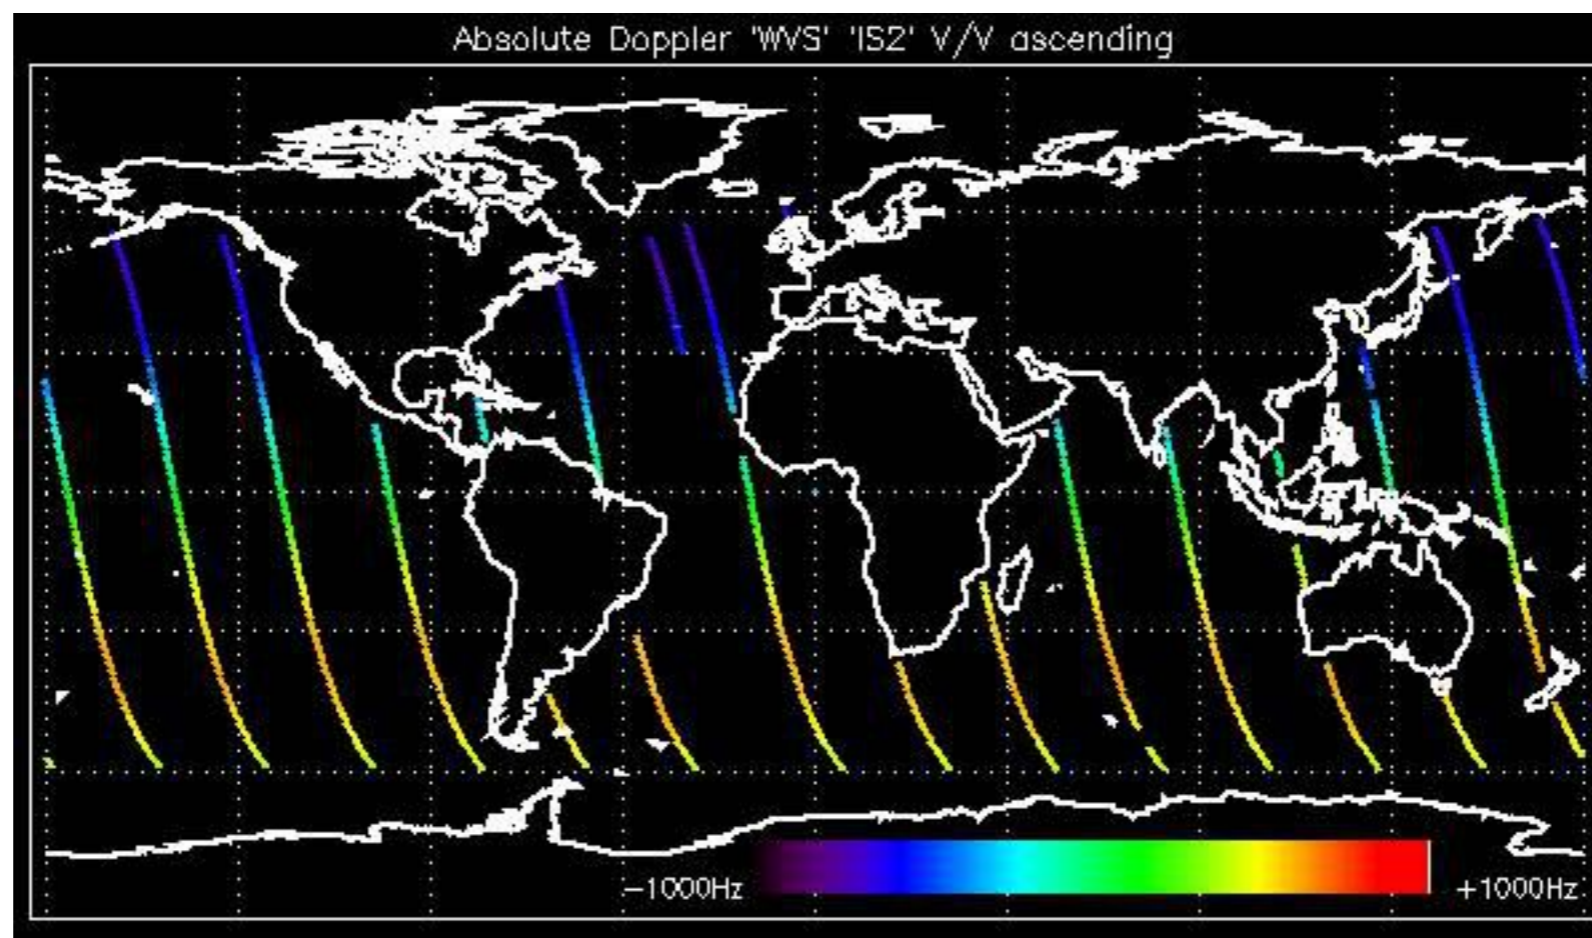 Absolute Doppler 'WVS' 'IS2' V/V ascending
−1000Hz
+1000Hz